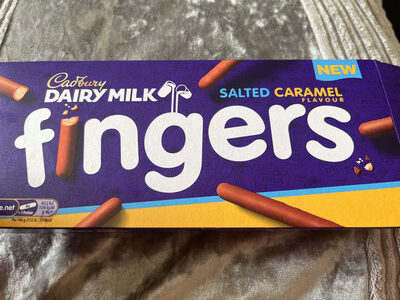 NEW
Cadbury
DAIRY MILK
SALTED CARAMEL
FLAVOUR
fingers